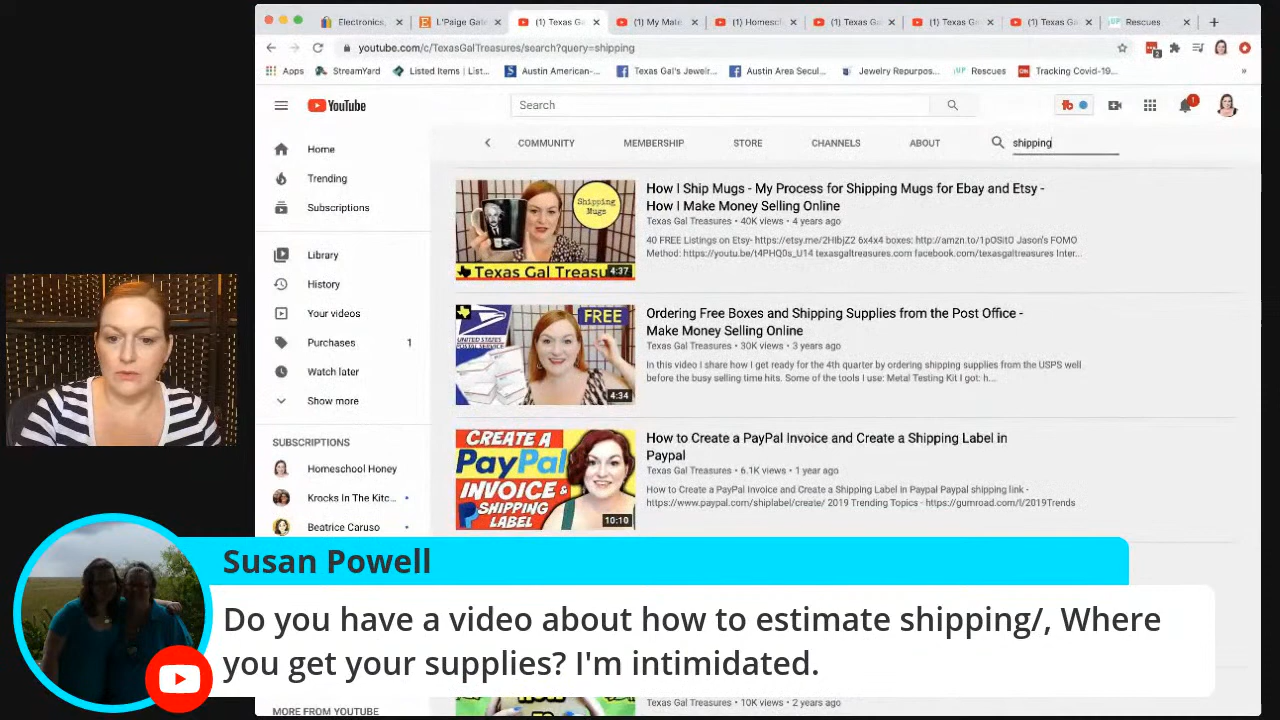 Electronics,
L'Paige Gate
(1) Texas G
(1) My Mate
(1) Homesc
(1) Texas Ga
(1) Texas Ga
(1) Texas Ga
Rescues
youtube.com/c/TexasGalTreasures/search?query=shipping
2
Apps
StreamYard
Listed Items | List...
Austin American-...
Texas Gal's Jewelr...
Austin Area Secul...
Jewelry Repurpos...
Rescues
Tracking Covid-19...
»
YouTube
Search
1
Home
Trending
Subscriptions
Library
History
Your videos
Purchases 1
Watch later
Show more
SUBSCRIPTIONS
Homeschool Honey
Krocks In The Kitc...
Beatrice Caruso
MORE FROM YOUTUBE
COMMUNITY
MEMBERSHIP
STORE
CHANNELS
ABOUT
shipping
Shipping
Mugs
Texas Gal Treasu
4:37
How I Ship Mugs - My Process for Shipping Mugs for Ebay and Etsy -
How I Make Money Selling Online
Texas Gal Treasures • 40K views • 4 years ago
40 FREE Listings on Etsy- https://etsy.me/2HIbjZ2 6x4x4 boxes: http://amzn.to/1pOSitO Jason's FOMO
Method: https://youtu.be/t4PHQ0s_U14 texasgaltreasures.com facebook.com/texasgaltreasures Inter...
FREE
UNITED STATES
POSTAL SERVICE
4:34
Ordering Free Boxes and Shipping Supplies from the Post Office -
Make Money Selling Online
Texas Gal Treasures • 30K views • 3 years ago
In this video I share how I get ready for the 4th quarter by ordering shipping supplies from the USPS well
before the busy selling time hits. Some of the tools I use: Metal Testing Kit I got: h...
CREATE A
PayPal
INVOICE &
SHIPPING
LABEL
10:10
How to Create a PayPal Invoice and Create a Shipping Label in
Paypal
Texas Gal Treasures • 6.1K views • 1 year ago
How to Create a PayPal Invoice and Create a Shipping Label in Paypal Paypal shipping link -
https://www.paypal.com/shiplabel/create/ 2019 Trending Topics - https://gumroad.com/l/2019Trends
Susan Powell
Do you have a video about how to estimate shipping/, Where
you get your supplies? I'm intimidated.
Texas Gal Treasures • 10K views • 2 years ago